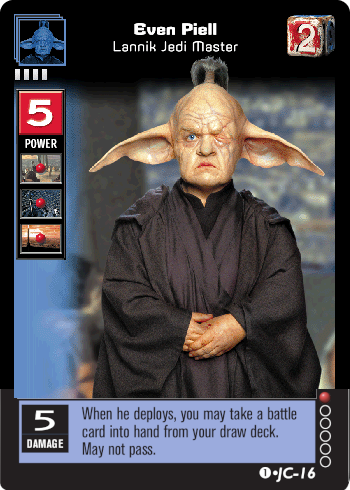 Even Piell
Lannik Jedi Master
2
5
POWER
5
DAMAGE
When he deploys, you may take a battle
card into hand from your draw deck.
May not pass.
1•JC-16